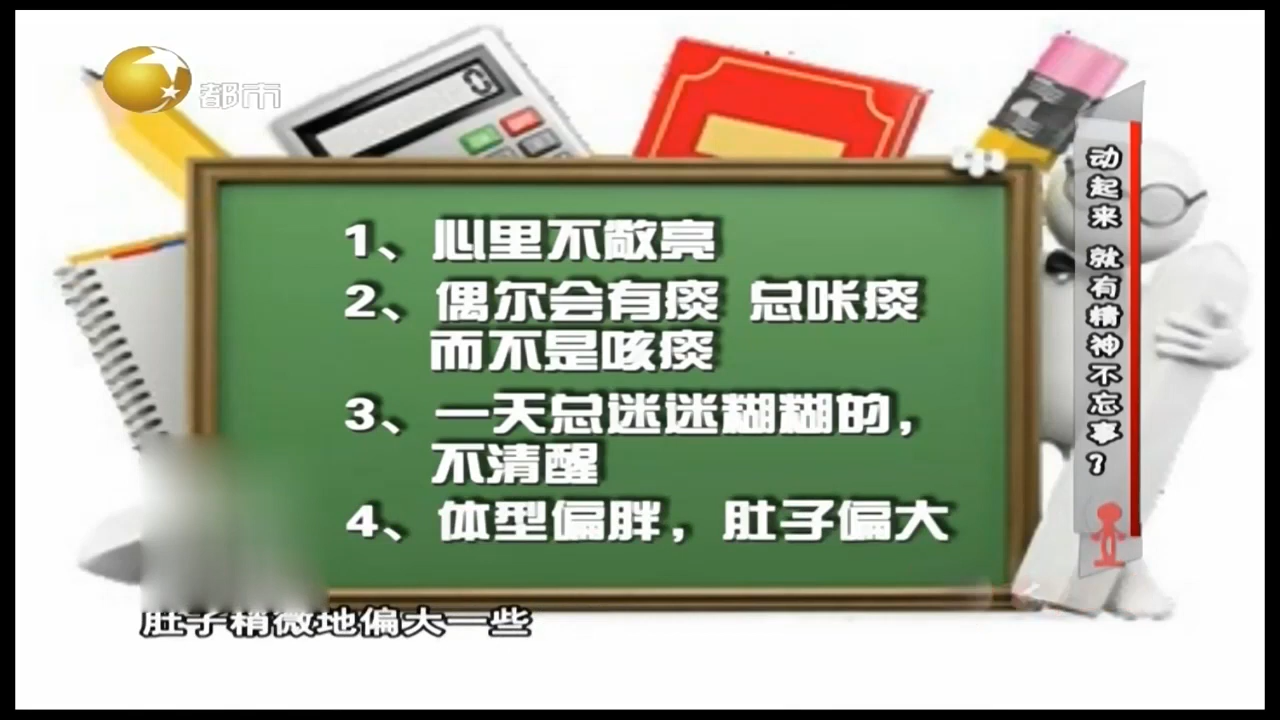 都市
1、心里不敞亮
2、偶尔会有痰 总咔痰
而不是咳痰
3、一天总迷迷糊糊的，
不清醒
4、体型偏胖，肚子偏大
动起来 就有精神不忘事？
肚子稍微地偏大一些